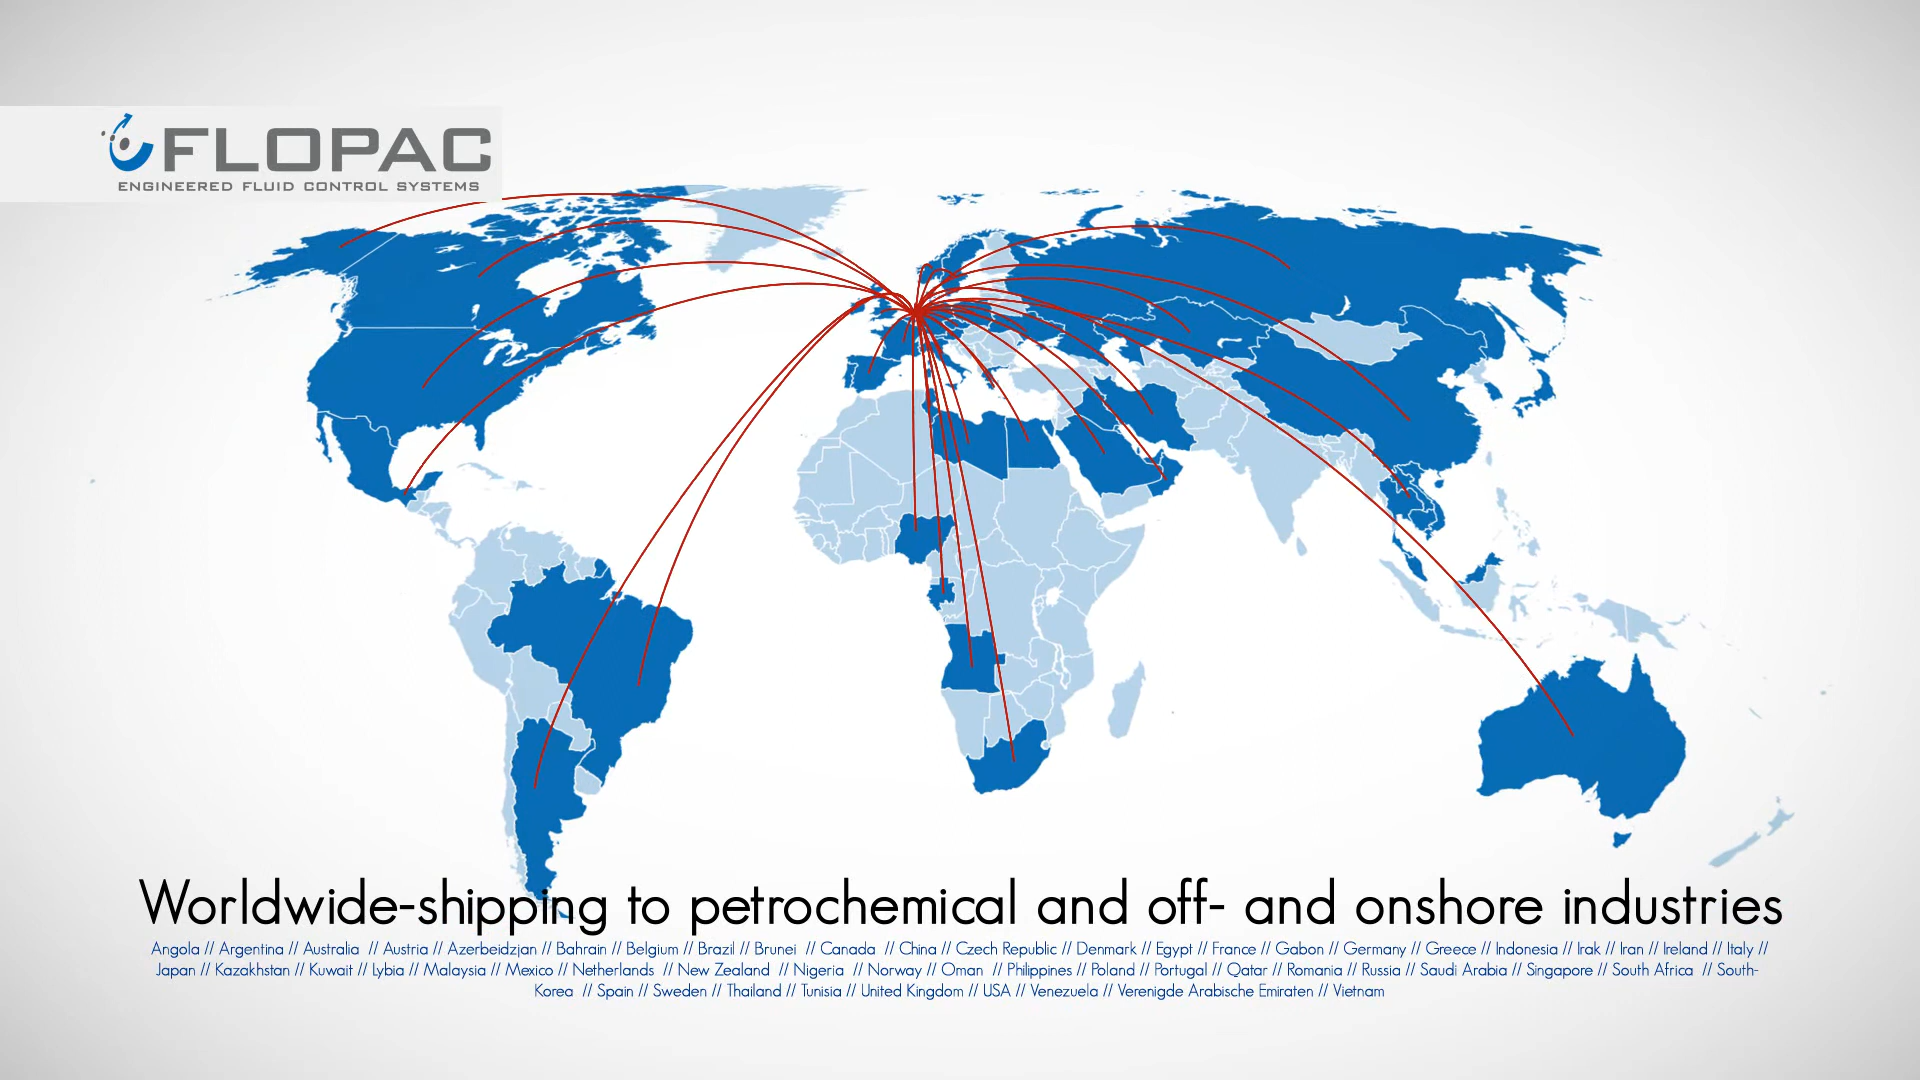 FLOPAC
ENGINEERED FLUID CONTROL SYSTEMS
Worldwide-shipping to petrochemical and off- and onshore industries
Angola // Argentina // Australia // Austria // Azerbeidzjan // Bahrain // Belgium // Brazil // Brunei // Canada // China // Czech Republic // Denmark // Egypt // France // Gabon // Germany // Greece // Indonesia // Irak // Iran // Ireland // Italy //
Japan // Kazakhstan // Kuwait // Lybia // Malaysia // Mexico // Netherlands // New Zealand // Nigeria // Norway // Oman // Philippines // Poland // Portugal // Qatar // Romania // Russia // Saudi Arabia // Singapore // South Africa // South-
Korea // Spain // Sweden // Thailand // Tunisia // United Kingdom // USA // Venezuela // Verenigde Arabische Emiraten // Vietnam